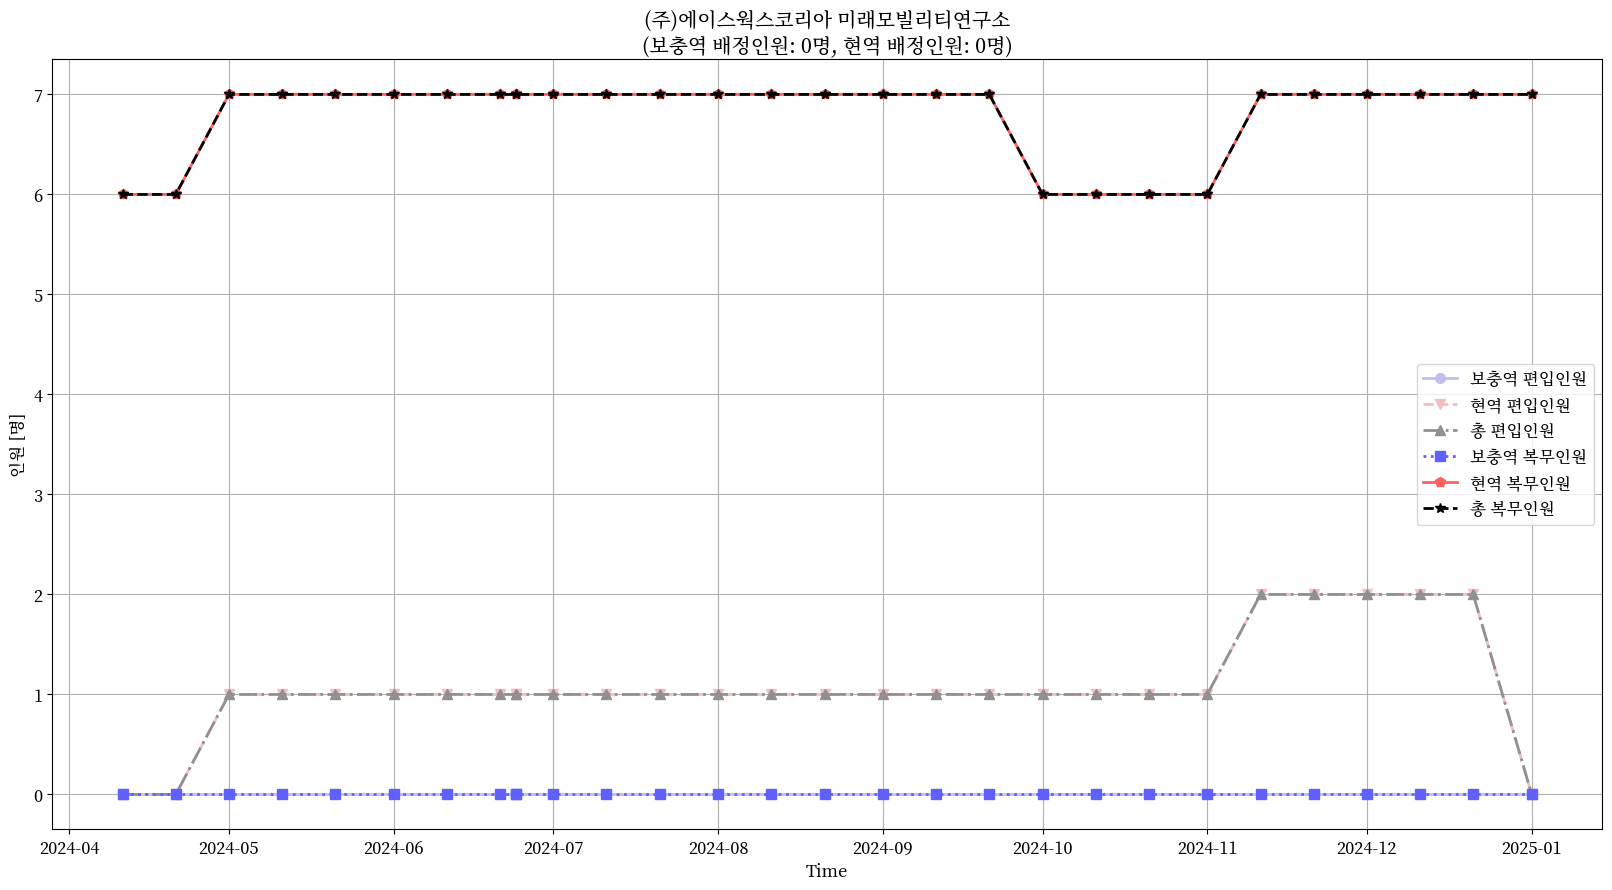 (주)에이스웍스코리아 미래모빌리티연구소
(보충역 배정인원: 0명, 현역 배정인원: 0명)
인원 [명]
7
6
5
4
3
2
1
0
보충역 편입인원
현역 편입인원
총 편입인원
보충역 복무인원
현역 복무인원
총 복무인원
2024-04 2024-05 2024-06 2024-07 2024-08 2024-09 2024-10 2024-11 2024-12 2025-01
Time